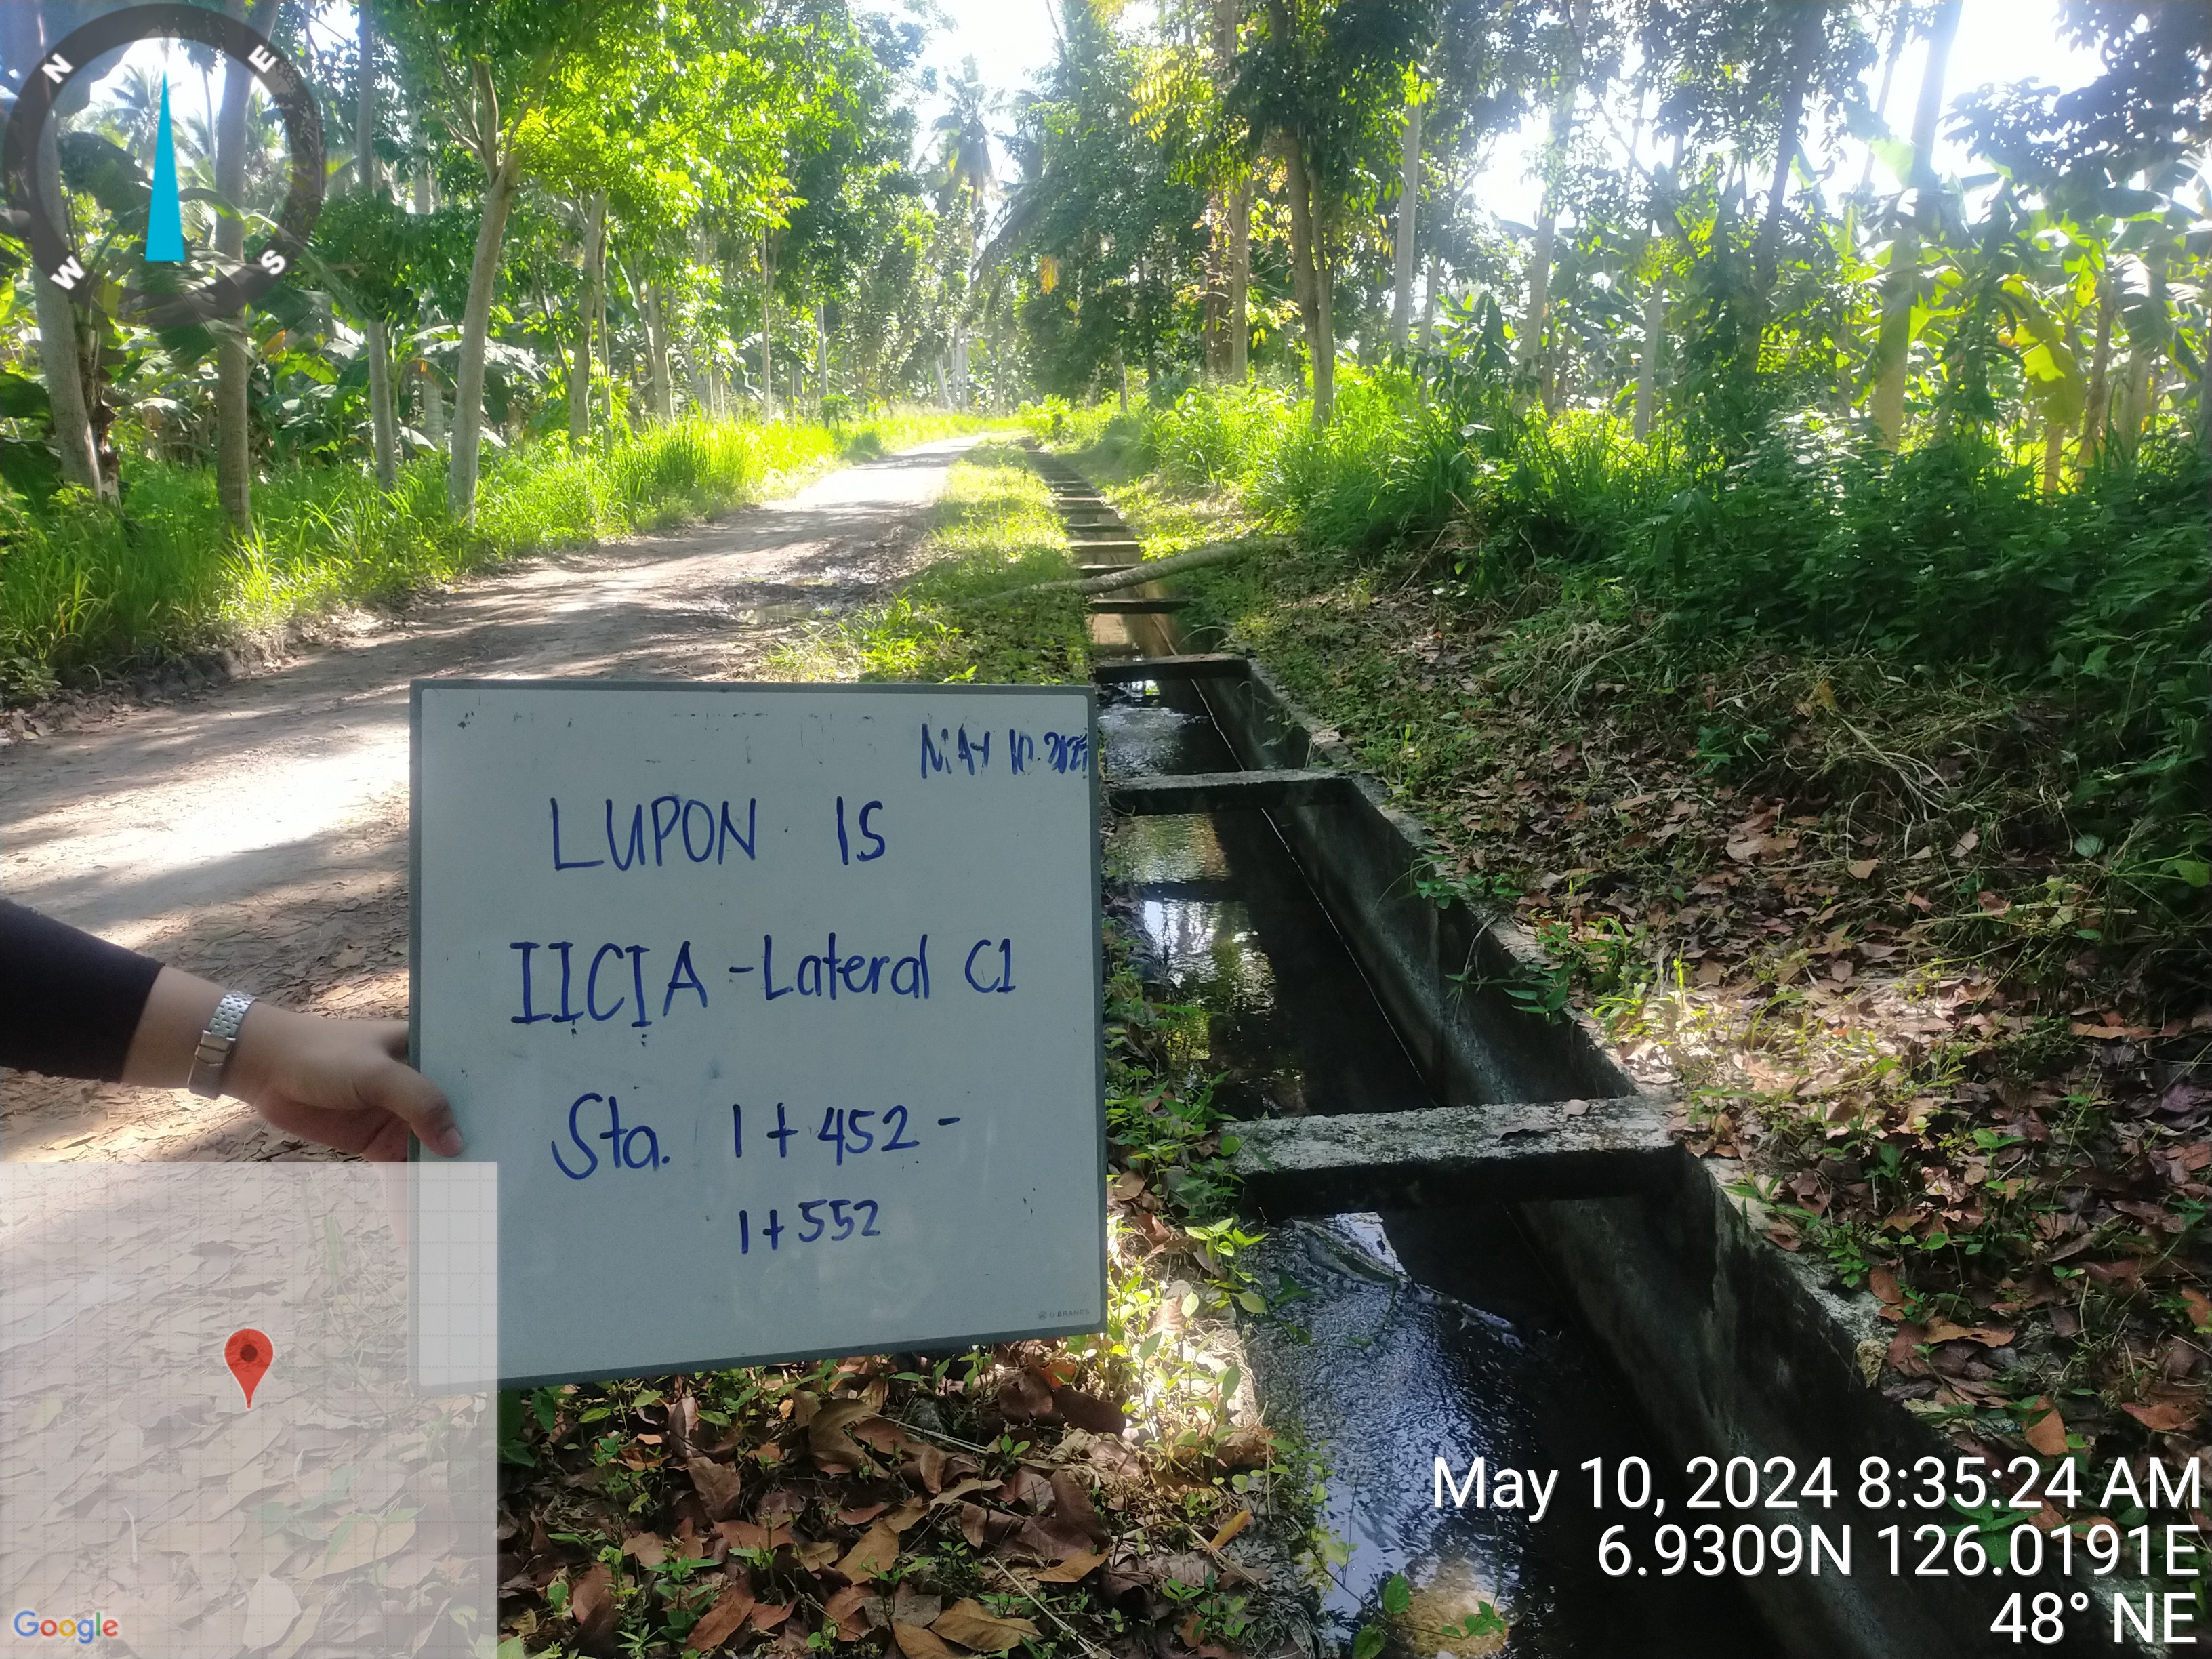 N
E
W
S
MAY 10. 2024
LUPON IS
IICIA - Lateral C1
Sta. 1+452 -
1+552
Google
May 10, 2024 8:35:24 AM
6.9309N 126.0191E
48° NE